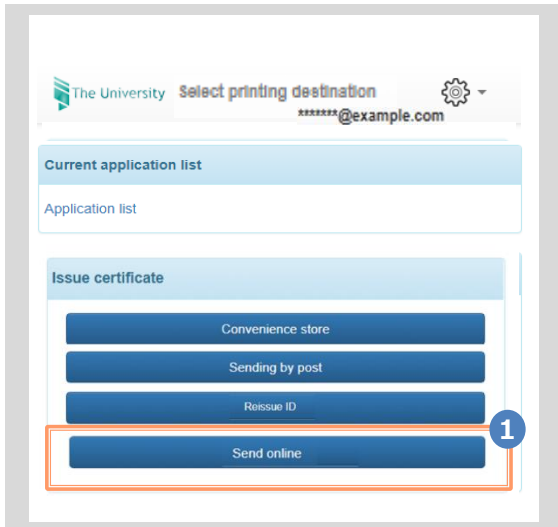 The University Select printing destination
*******@example.com
Current application list
Application list
Issue certificate
Convenience store
Sending by post
Reissue ID
1
Send online